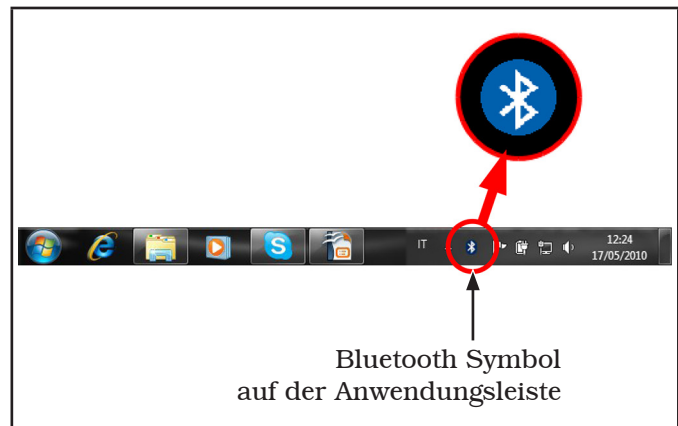 IT
12:24
17/05/2010
Bluetooth Symbol
auf der Anwendungsleiste